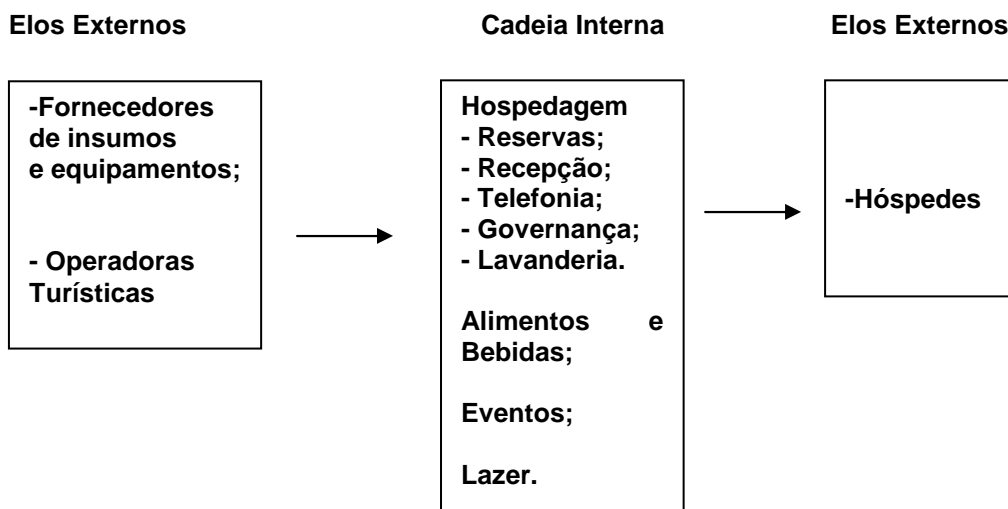 Elos Externos
Cadeia Interna
Elos Externos
-Fornecedores
de insumos
e equipamentos;
- Operadoras
Turísticas
Hospedagem
- Reservas;
- Recepção;
- Telefonia;
- Governança;
- Lavanderia.
Alimentos e
Bebidas;
Eventos;
Lazer.
-Hóspedes